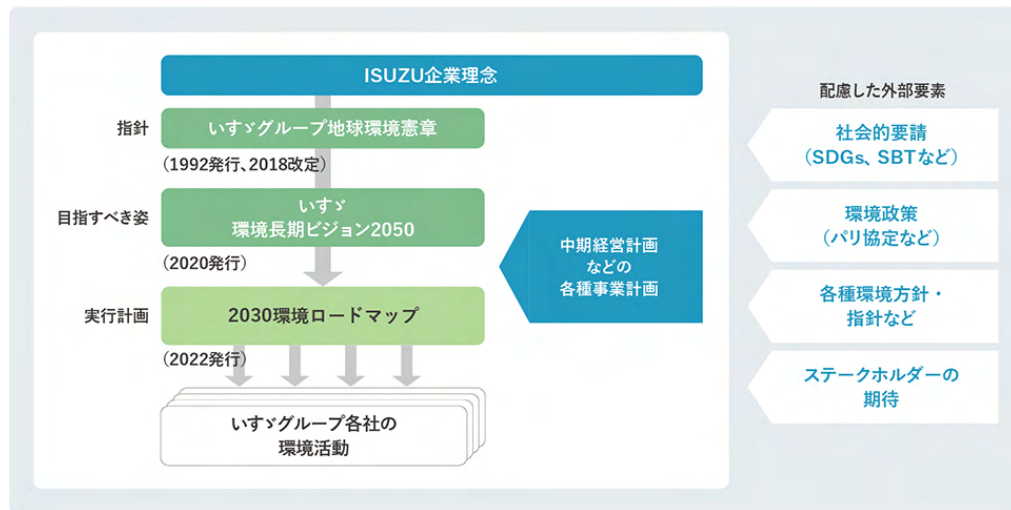 ISUZU企業理念
指針
いすゞグループ地球環境憲章
（1992発行、2018改定）
目指すべき姿
いすゞ
環境長期ビジョン2050
（2020発行）
実行計画
2030環境ロードマップ
（2022発行）
いすゞグループ各社の
環境活動
中期経営計画
などの
各種事業計画
配慮した外部要素
社会的要請
（SDGs、SBTなど）
環境政策
（パリ協定など）
各種環境方針・
指針など
ステークホルダーの
期待